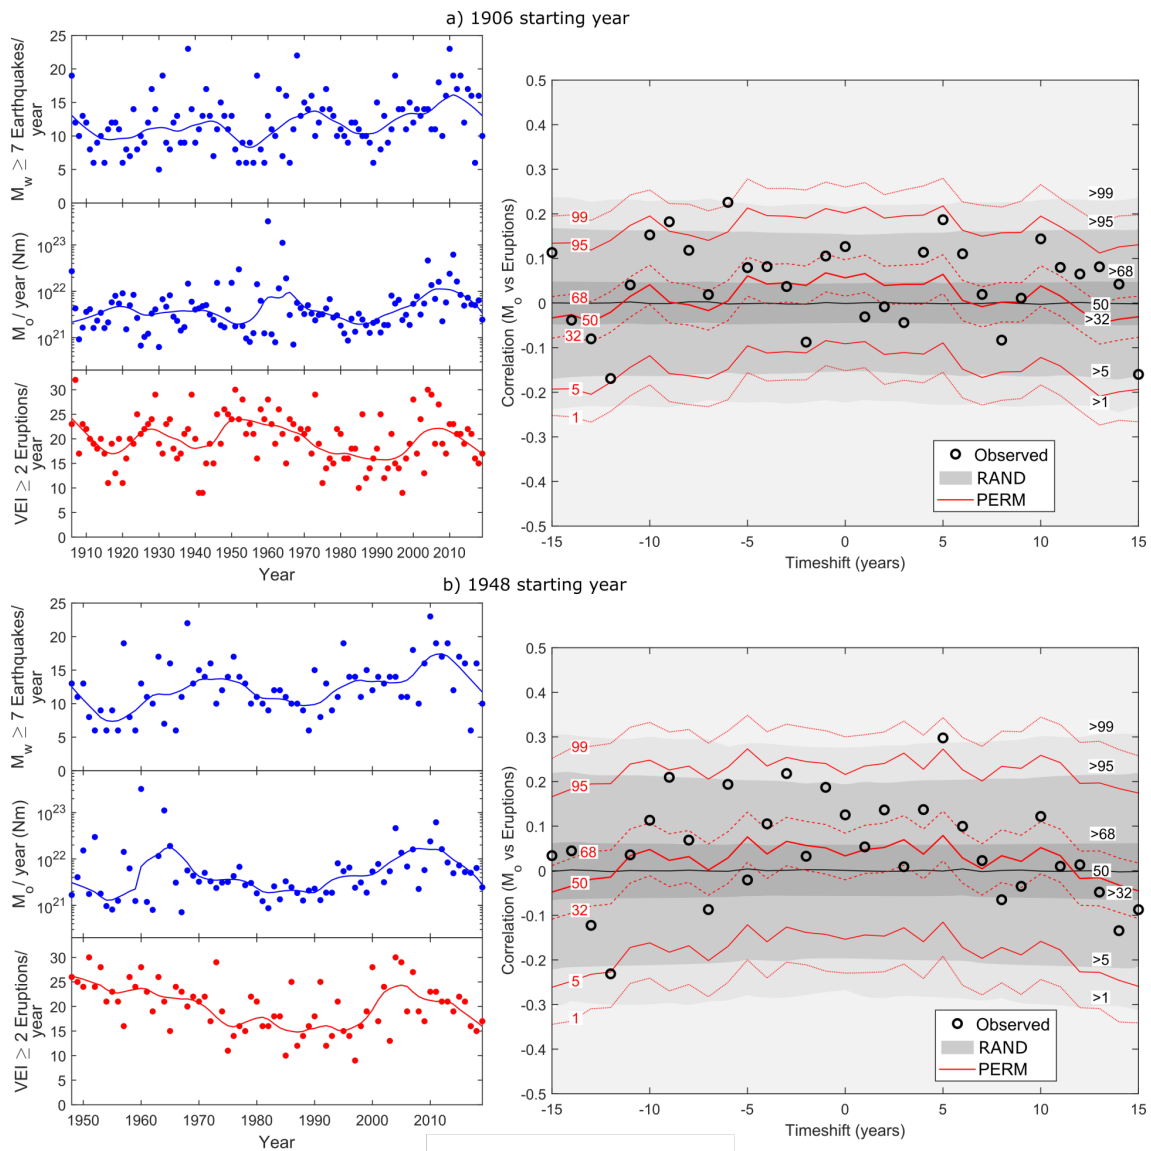 a) 1906 starting year
25
20
15
10
5
0
M_w ≥ 7 Earthquakes/
year
10^23
10^22
10^21
M_o / year (Nm)
30
25
20
15
10
5
0
VEI ≥ 2 Eruptions/
year
1910 1920 1930 1940 1950 1960 1970 1980 1990 2000 2010
Year
0.5
0.4
0.3
0.2
0.1
0
-0.1
-0.2
-0.3
-0.4
-0.5
Correlation (M_o vs Eruptions)
99
95
68
50
32
5
1
>99
>95
>68
50
>32
>5
>1
Observed
RAND
PERM
-15 -10 -5 0 5 10 15
Timeshift (years)
b) 1948 starting year
25
20
15
10
5
0
M_w ≥ 7 Earthquakes/
year
10^23
10^22
10^21
M_o / year (Nm)
30
25
20
15
10
5
0
VEI ≥ 2 Eruptions/
year
1950 1960 1970 1980 1990 2000 2010
Year
0.5
0.4
0.3
0.2
0.1
0
-0.1
-0.2
-0.3
-0.4
-0.5
Correlation (M_o vs Eruptions)
99
95
68
50
32
5
1
>99
>95
>68
50
>32
>5
>1
Observed
RAND
PERM
-15 -10 -5 0 5 10 15
Timeshift (years)